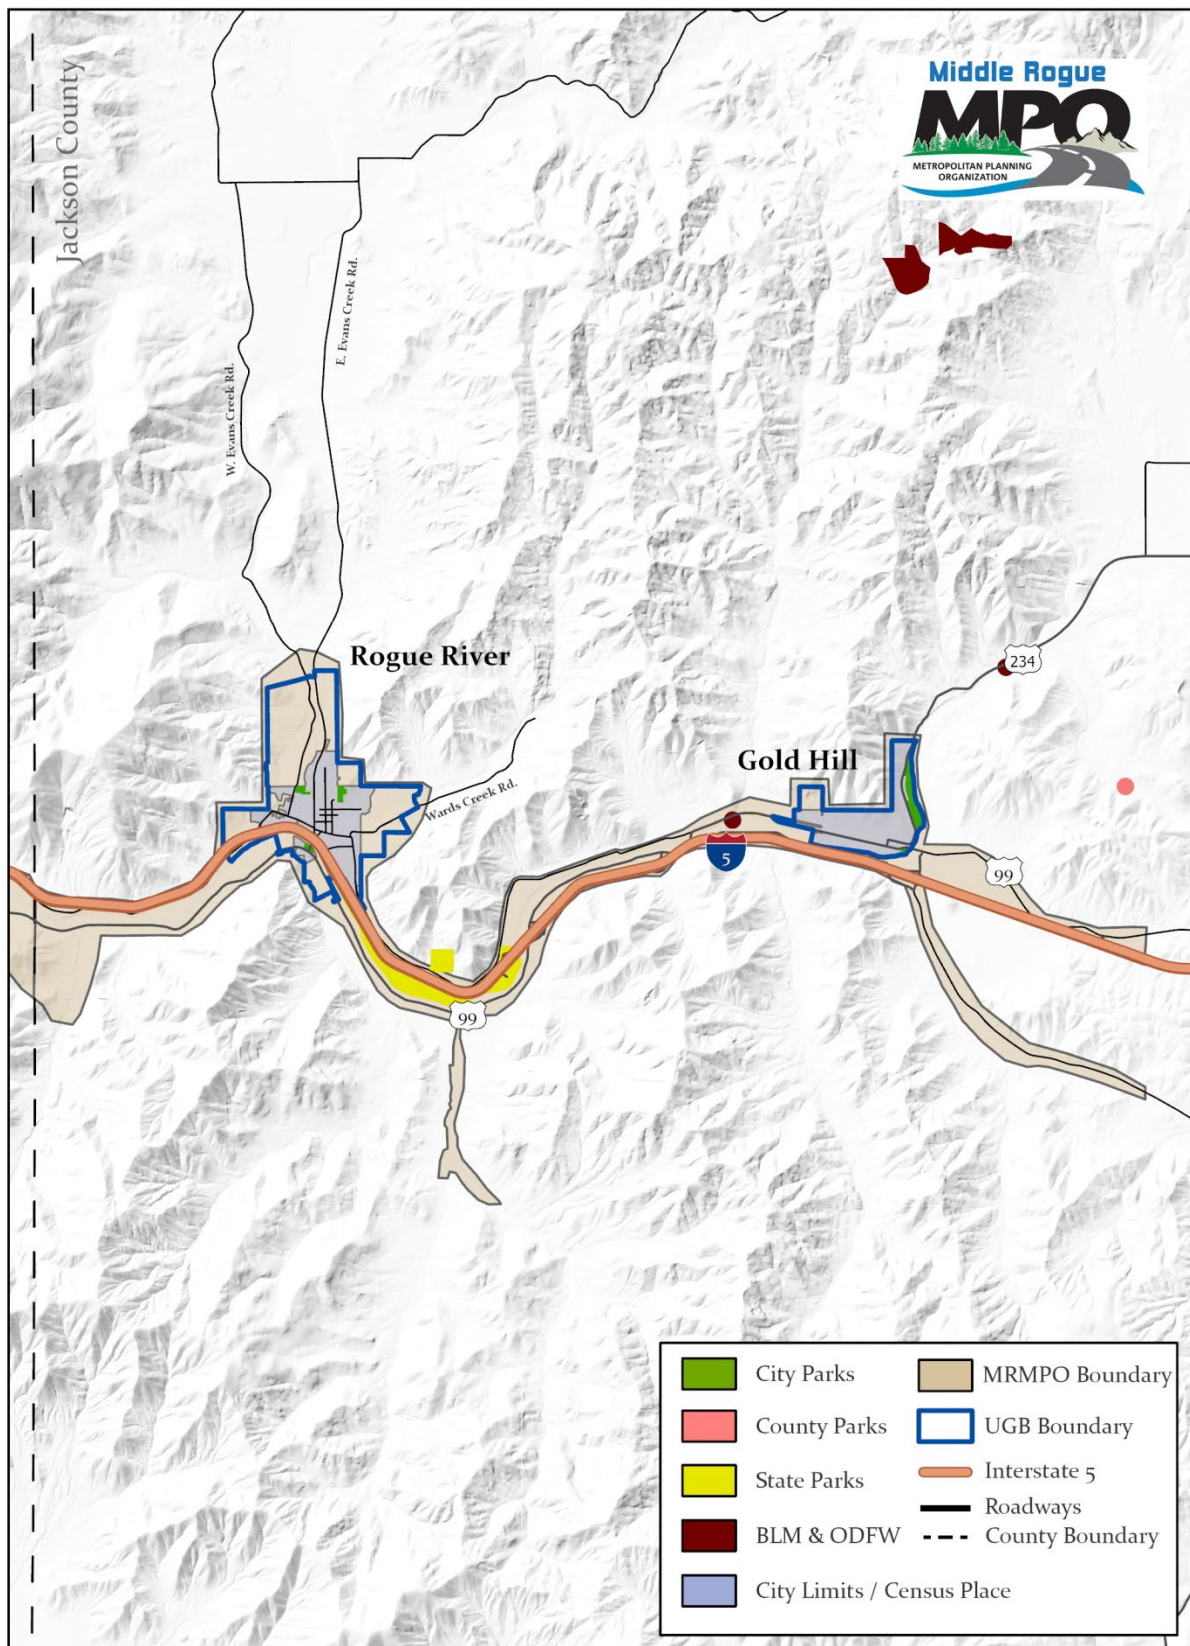 Jackson County
Middle Rogue
MPO
METROPOLITAN PLANNING
ORGANIZATION
W. Evans Creek Rd.
E. Evans Creek Rd.
Rogue River
234
Gold Hill
Wards Creek Rd.
5
99
99
City Parks
County Parks
State Parks
BLM & ODFW
City Limits / Census Place
MRMPO Boundary
UGB Boundary
Interstate 5
Roadways
County Boundary